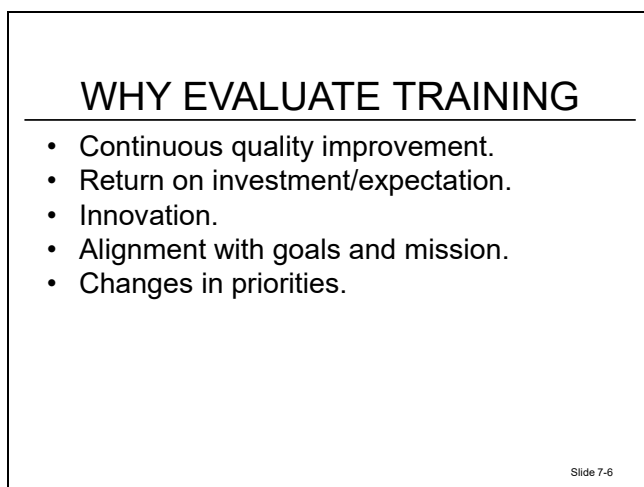 WHY EVALUATE TRAINING
• Continuous quality improvement.
• Return on investment/expectation.
• Innovation.
• Alignment with goals and mission.
• Changes in priorities.
Slide 7-6